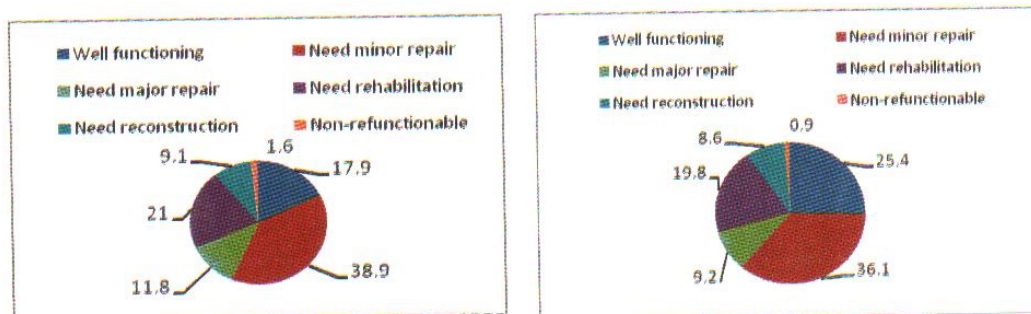 Well functioning Need minor repair
Need major repair Need rehabilitation
Need reconstruction Non-refunctionable
9.1 1.6 17.9
21
11.8 38.9
Well functioning Need minor repair
Need major repair Need rehabilitation
Need reconstruction Non-refunctionable
8.6 0.9
19.8 25.4
9.2 36.1